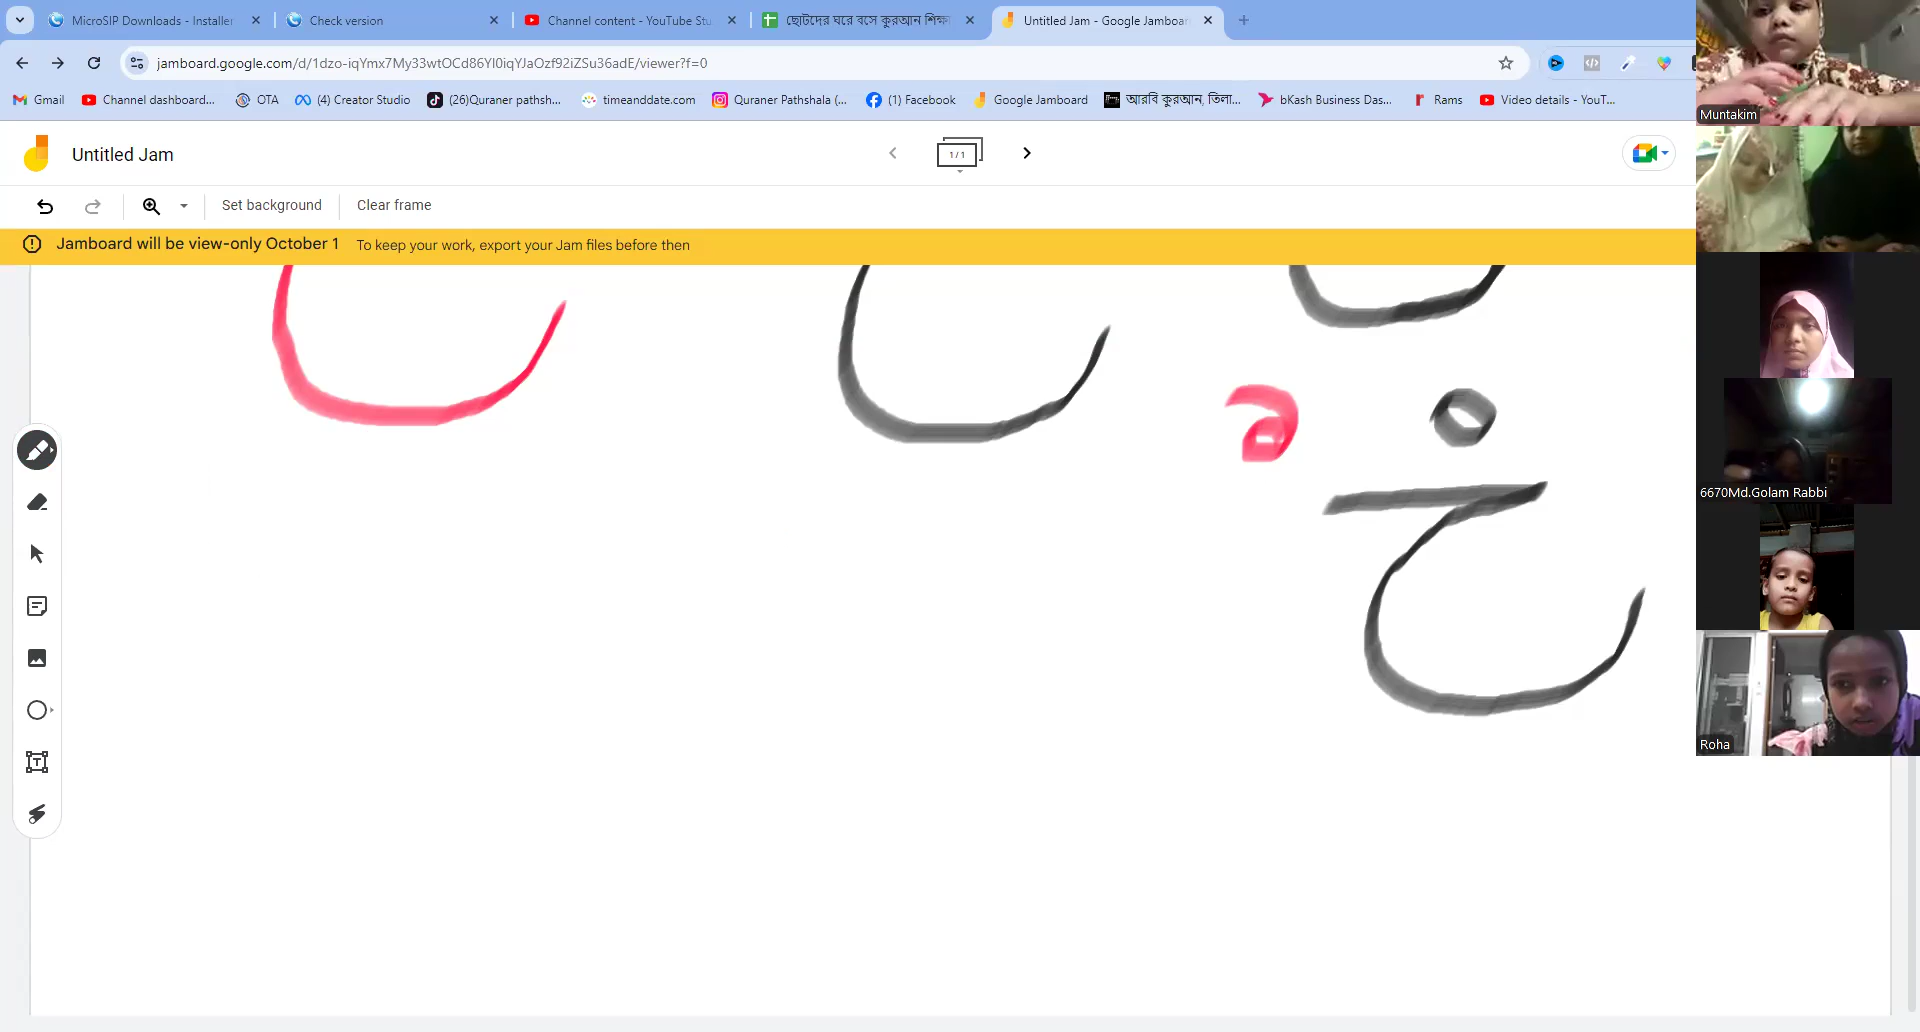 MicroSIP Downloads - Installer
Check version
Channel content - YouTube Stu
ছোটদের ঘরে বসে কুরআন শিক্ষা
Untitled Jam - Google Jamboar
jamboard.google.com/d/1dzo-iqYmx7My33wtOCd86Yl0iqYJaOzf92iZSu36adE/viewer?f=0
Gmail
Channel dashboard...
OTA
(4) Creator Studio
(26)Quraner pathsh...
timeanddate.com
Quraner Pathshala (...
(1) Facebook
Google Jamboard
আরবি কুরআন, তিলা...
bKash Business Das...
Rams
Video details - YouT...
Untitled Jam
1 / 1
Set background
Clear frame
Jamboard will be view-only October 1 To keep your work, export your Jam files before then
Muntakim
6670Md.Golam Rabbi
Roha